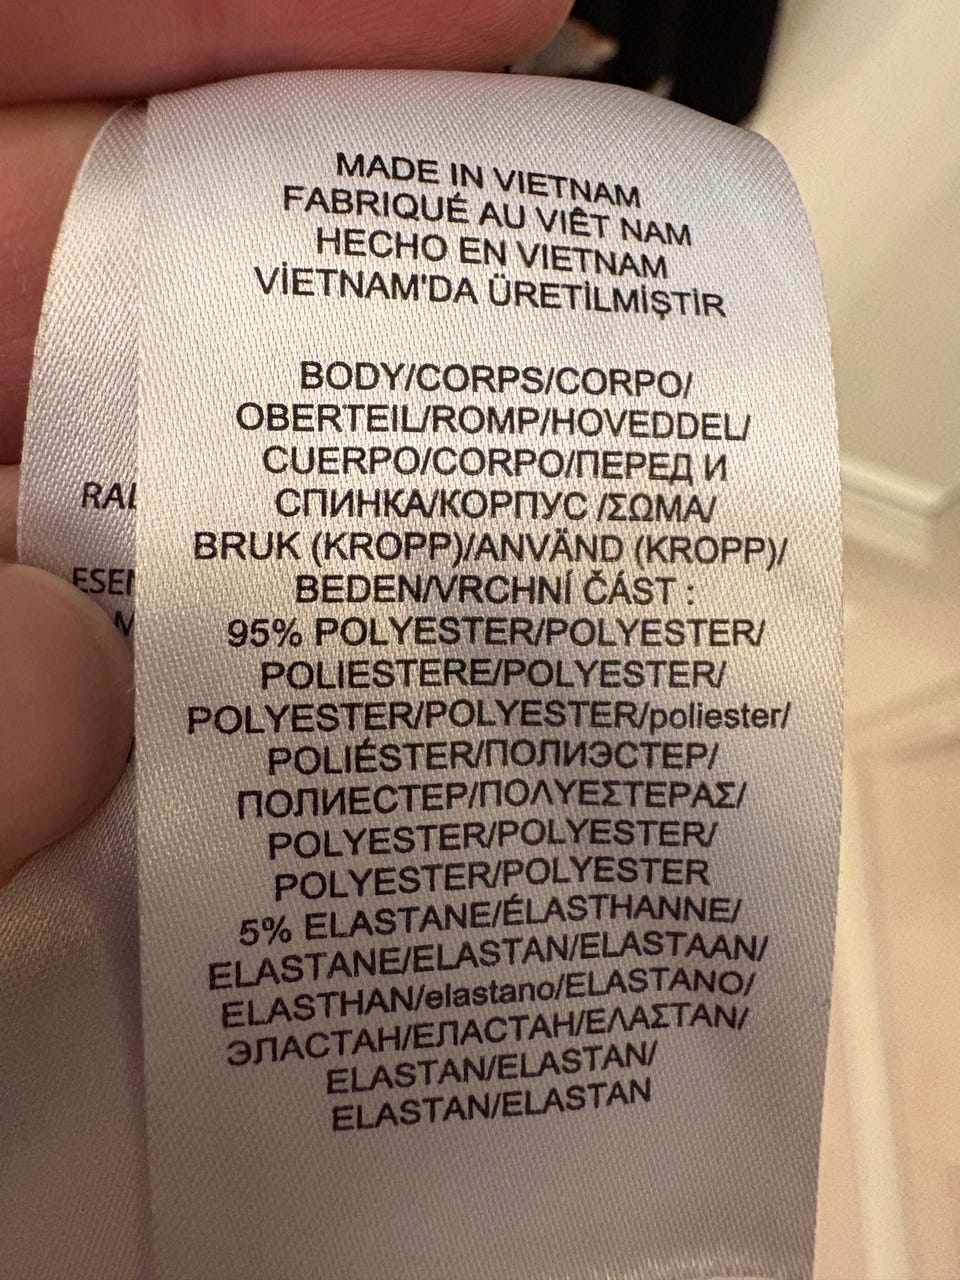 MADE IN VIETNAM
FABRIQUÉ AU VIÊT NAM
HECHO EN VIETNAM
VİETNAM'DA ÜRETİLMİŞTİR
BODY/CORPS/CORPO/
OBERTEIL/ROMP/HOVEDDEL/
CUERPO/CORPO/ПЕРЕД И
СПИНКА/КОРПУС /ΣΩΜΑ/
BRUK (KROPP)/ANVÄND (KROPP)/
BEDEN/VRCHNÍ ČÁST :
95% POLYESTER/POLYESTER/
POLIESTERE/POLYESTER/
POLYESTER/POLYESTER/poliester/
POLIÉSTER/ПОЛИЭСТЕР/
ПОЛИЕСТЕР/ΠΟΛΥΕΣΤΕΡΑΣ/
POLYESTER/POLYESTER/
POLYESTER/POLYESTER
5% ELASTANE/ÉLASTHANNE/
ELASTANE/ELASTAN/ELASTAAN/
ELASTHAN/elastano/ELASTANO/
ЭЛАСТАН/ЕЛАСТАН/ΕΛΑΣΤΑΝ/
ELASTAN/ELASTAN/
ELASTAN/ELASTAN